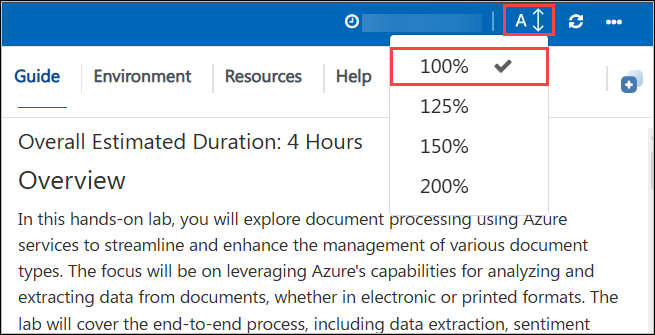 A
Guide Environment Resources Help
100%
125%
150%
200%
Overall Estimated Duration: 4 Hours
Overview
In this hands-on lab, you will explore document processing using Azure
services to streamline and enhance the management of various document
types. The focus will be on leveraging Azure's capabilities for analyzing and
extracting data from documents, whether in electronic or printed formats. The
lab will cover the end-to-end process, including data extraction, sentiment